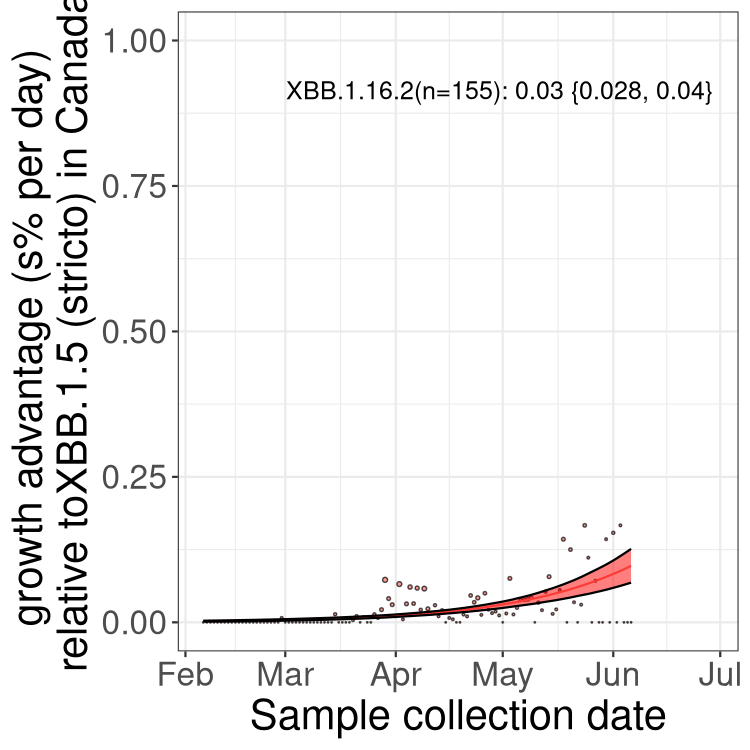 growth advantage (s% per day)
relative toXBB.1.5 (stricto) in Canada
1.00
XBB.1.16.2(n=155): 0.03 {0.028, 0.04}
0.75
0.50
0.25
0.00
Feb Mar Apr May Jun Jul
Sample collection date